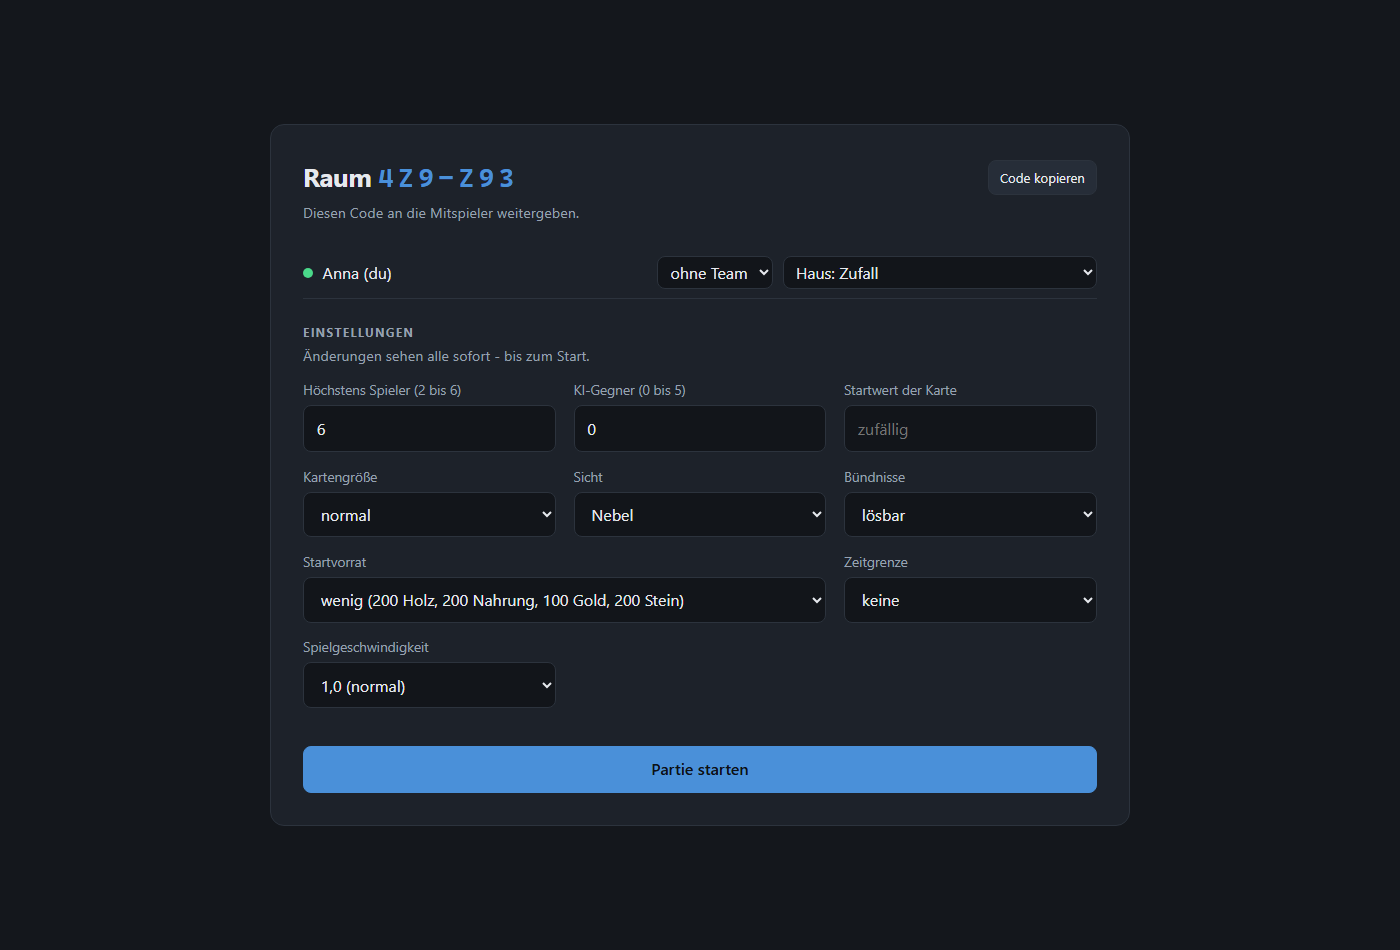 Raum 4Z9-Z93
Code kopieren
Diesen Code an die Mitspieler weitergeben.
Anna (du)
ohne Team
Haus: Zufall
EINSTELLUNGEN
Änderungen sehen alle sofort - bis zum Start.
Höchstens Spieler (2 bis 6)
KI-Gegner (0 bis 5)
Startwert der Karte
6
0
zufällig
Kartengröße
Sicht
Bündnisse
normal
Nebel
lösbar
Startvorrat
Zeitgrenze
wenig (200 Holz, 200 Nahrung, 100 Gold, 200 Stein)
keine
Spielgeschwindigkeit
1,0 (normal)
Partie starten